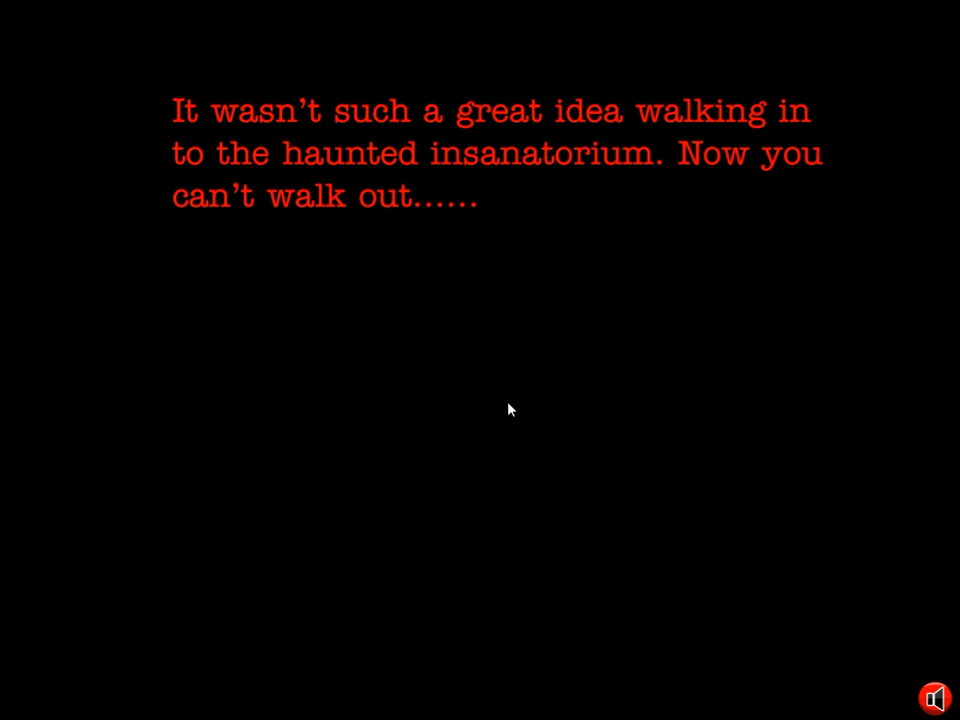 It wasn't such a great idea walking in
to the haunted insanatorium. Now you
can't walk out......